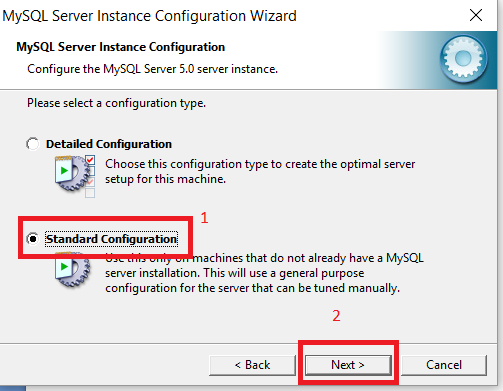 MySQL Server Instance Configuration Wizard
MySQL Server Instance Configuration
Configure the MySQL Server 5.0 server instance.
Please select a configuration type.
Detailed Configuration
Choose this configuration type to create the optimal server
setup for this machine.
1
Standard Configuration
Use this only on machines that do not already have a MySQL
server installation. This will use a general purpose
configuration for the server that can be tuned manually.
2
< Back
Next >
Cancel